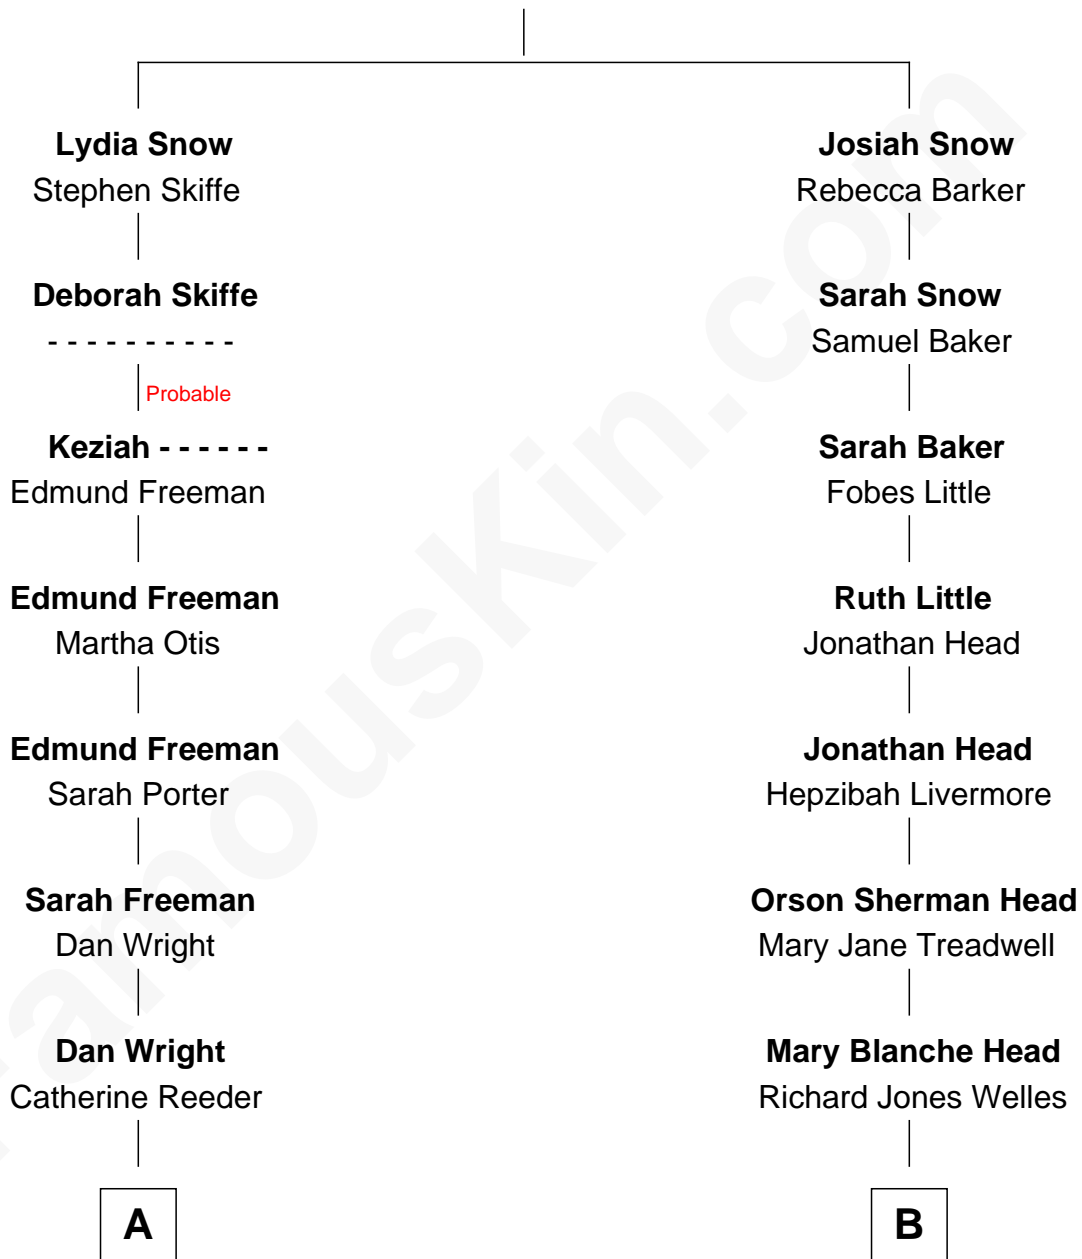 Lydia Snow
Stephen Skiffe
Deborah Skiffe
- - - - - - - - - -
Probable
Keziah - - - - - -
Edmund Freeman
Edmund Freeman
Martha Otis
Edmund Freeman
Sarah Porter
Sarah Freeman
Dan Wright
Dan Wright
Catherine Reeder
A
Josiah Snow
Rebecca Barker
Sarah Snow
Samuel Baker
Sarah Baker
Fobes Little
Ruth Little
Jonathan Head
Jonathan Head
Hepzibah Livermore
Orson Sherman Head
Mary Jane Treadwell
Mary Blanche Head
Richard Jones Welles
B
FamousKin.com